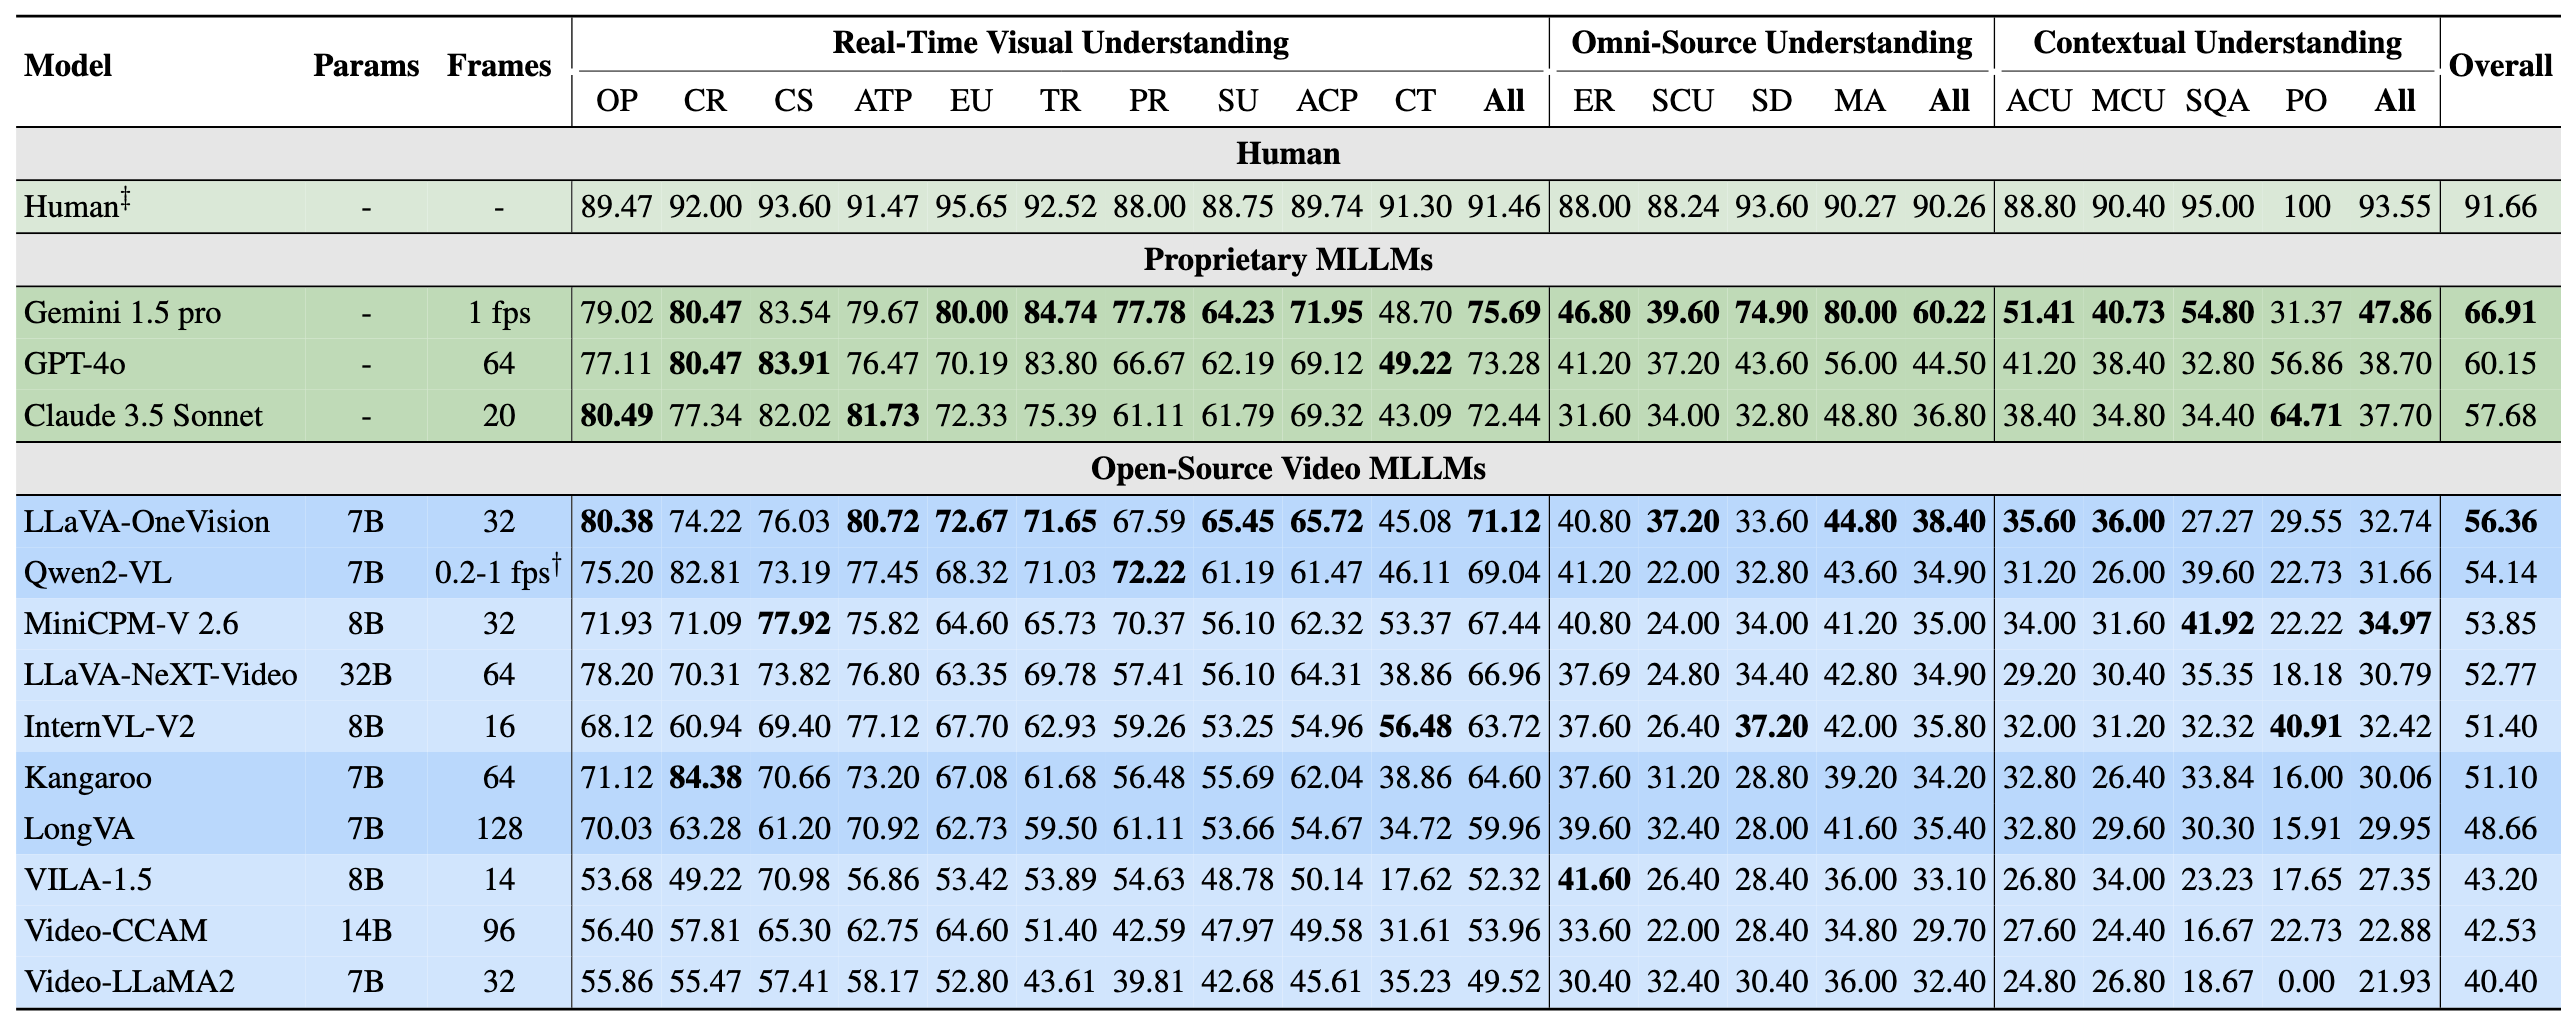 Model Params Frames Real-Time Visual Understanding Omni-Source Understanding Contextual Understanding Overall
OP CR CS ATP EU TR PR SU ACP CT All ER SCU SD MA All ACU MCU SQA PO All
Human
Human‡ - - 89.47 92.00 93.60 91.47 95.65 92.52 88.00 88.75 89.74 91.30 91.46 88.00 88.24 93.60 90.27 90.26 88.80 90.40 95.00 100 93.55 91.66
Proprietary MLLMs
Gemini 1.5 pro - 1 fps 79.02 80.47 83.54 79.67 80.00 84.74 77.78 64.23 71.95 48.70 75.69 46.80 39.60 74.90 80.00 60.22 51.41 40.73 54.80 31.37 47.86 66.91
GPT-4o - 64 77.11 80.47 83.91 76.47 70.19 83.80 66.67 62.19 69.12 49.22 73.28 41.20 37.20 43.60 56.00 44.50 41.20 38.40 32.80 56.86 38.70 60.15
Claude 3.5 Sonnet - 20 80.49 77.34 82.02 81.73 72.33 75.39 61.11 61.79 69.32 43.09 72.44 31.60 34.00 32.80 48.80 36.80 38.40 34.80 34.40 64.71 37.70 57.68
Open-Source Video MLLMs
LLaVA-OneVision 7B 32 80.38 74.22 76.03 80.72 72.67 71.65 67.59 65.45 65.72 45.08 71.12 40.80 37.20 33.60 44.80 38.40 35.60 36.00 27.27 29.55 32.74 56.36
Qwen2-VL 7B 0.2-1 fps† 75.20 82.81 73.19 77.45 68.32 71.03 72.22 61.19 61.47 46.11 69.04 41.20 22.00 32.80 43.60 34.90 31.20 26.00 39.60 22.73 31.66 54.14
MiniCPM-V 2.6 8B 32 71.93 71.09 77.92 75.82 64.60 65.73 70.37 56.10 62.32 53.37 67.44 40.80 24.00 34.00 41.20 35.00 34.00 31.60 41.92 22.22 34.97 53.85
LLaVA-NeXT-Video 32B 64 78.20 70.31 73.82 76.80 63.35 69.78 57.41 56.10 64.31 38.86 66.96 37.69 24.80 34.40 42.80 34.90 29.20 30.40 35.35 18.18 30.79 52.77
InternVL-V2 8B 16 68.12 60.94 69.40 77.12 67.70 62.93 59.26 53.25 54.96 56.48 63.72 37.60 26.40 37.20 42.00 35.80 32.00 31.20 32.32 40.91 32.42 51.40
Kangaroo 7B 64 71.12 84.38 70.66 73.20 67.08 61.68 56.48 55.69 62.04 38.86 64.60 37.60 31.20 28.80 39.20 34.20 32.80 26.40 33.84 16.00 30.06 51.10
LongVA 7B 128 70.03 63.28 61.20 70.92 62.73 59.50 61.11 53.66 54.67 34.72 59.96 39.60 32.40 28.00 41.60 35.40 32.80 29.60 30.30 15.91 29.95 48.66
VILA-1.5 8B 14 53.68 49.22 70.98 56.86 53.42 53.89 54.63 48.78 50.14 17.62 52.32 41.60 26.40 28.40 36.00 33.10 26.80 34.00 23.23 17.65 27.35 43.20
Video-CCAM 14B 96 56.40 57.81 65.30 62.75 64.60 51.40 42.59 47.97 49.58 31.61 53.96 33.60 22.00 28.40 34.80 29.70 27.60 24.40 16.67 22.73 22.88 42.53
Video-LLaMA2 7B 32 55.86 55.47 57.41 58.17 52.80 43.61 39.81 42.68 45.61 35.23 49.52 30.40 32.40 30.40 36.00 32.40 24.80 26.80 18.67 0.00 21.93 40.40